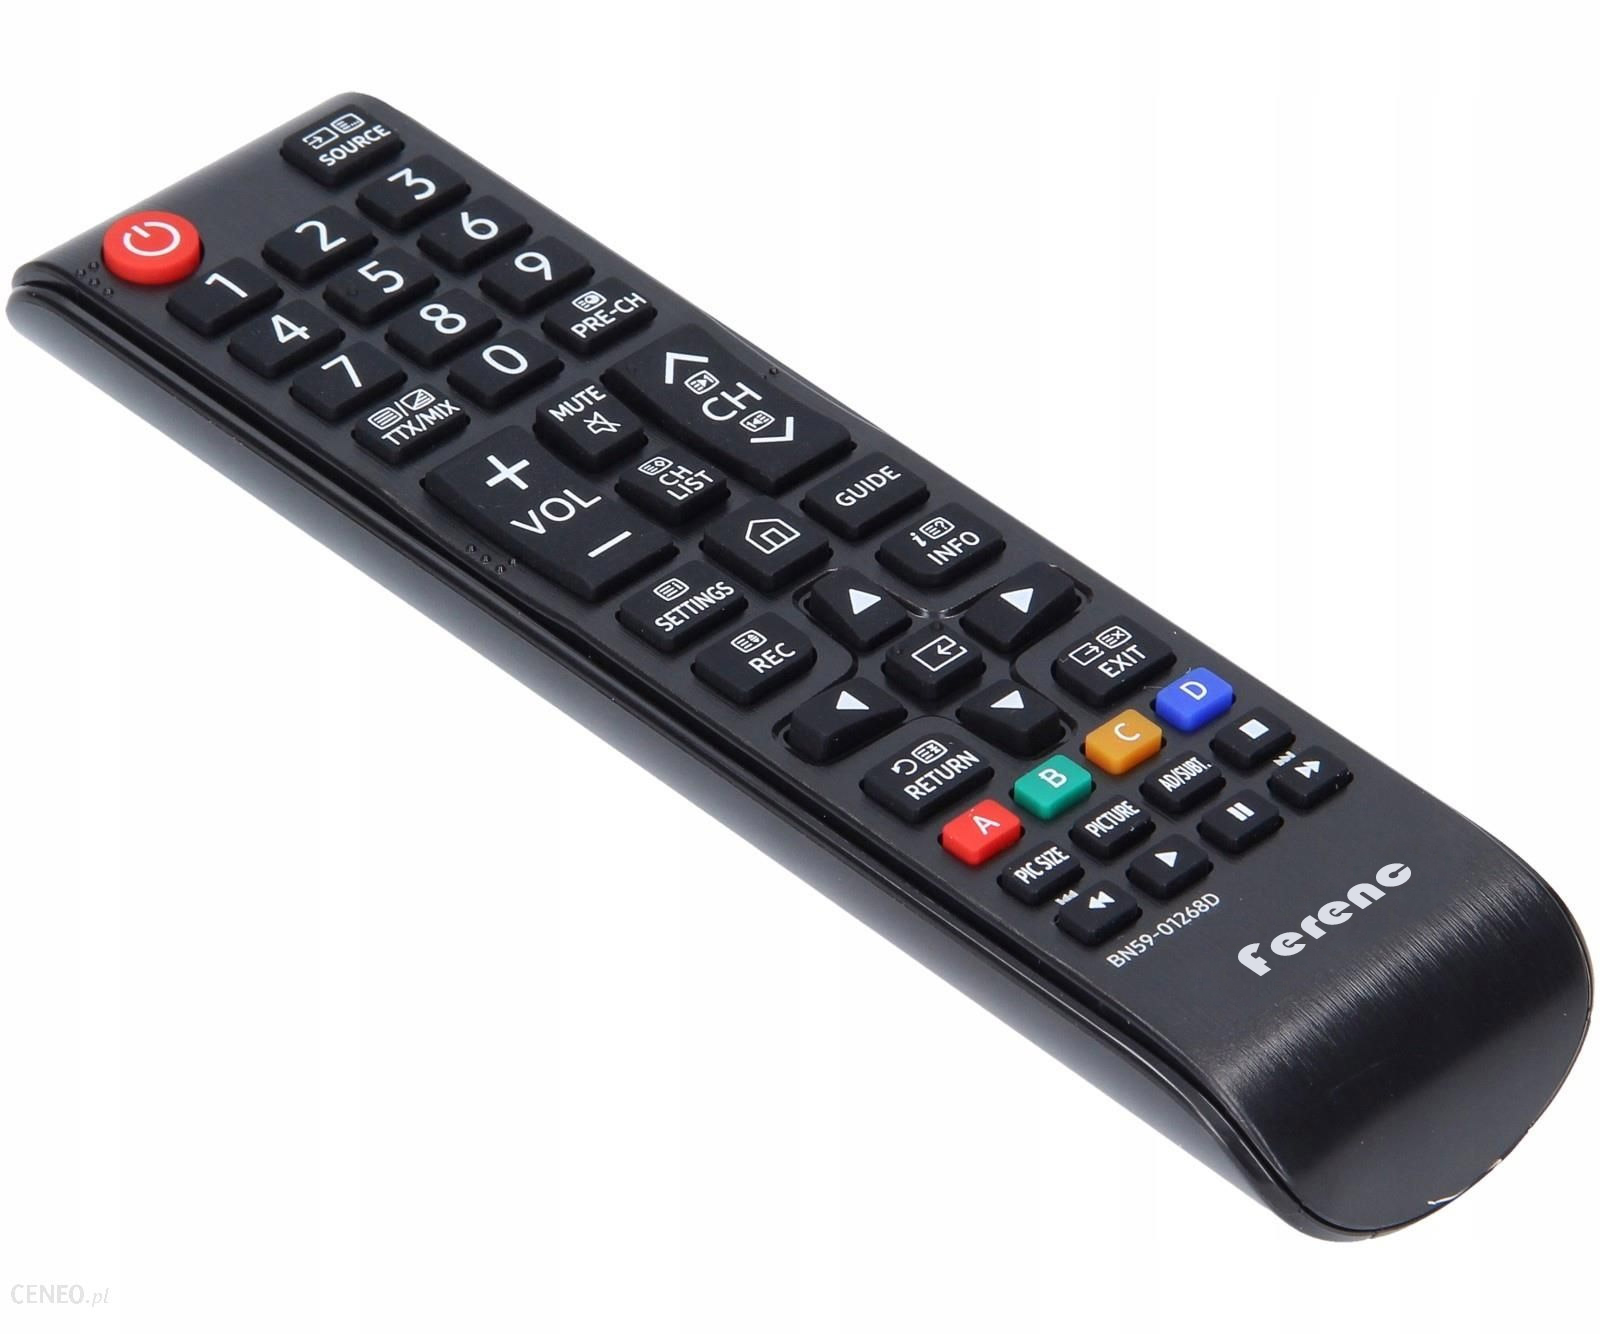 SOURCE
1 2 3
4 5 6
7 8 9
TTX/MIX 0 PRE-CH
MUTE
+
VOL
−
CH
CH
LIST
GUIDE
SETTINGS
INFO
REC
EXIT
RETURN
A B C D
PIC SIZE PICTURE AD/SUBT.
BN59-01268D
Ferenc
CENEO.pl